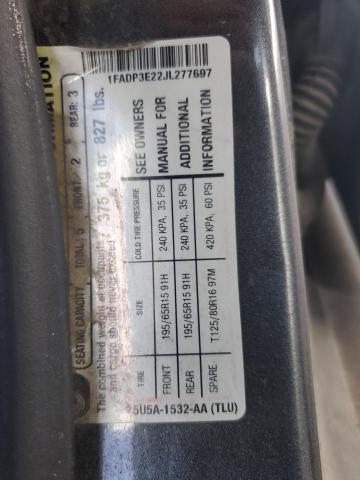 1FADP3E22JL277697
SEATING CAPACITY TOTAL: 5 FRONT: 2 REAR: 3
The combined weight of occupants
and cargo should never exceed 375 kg or 827 lbs.
TIRE SIZE COLD TIRE PRESSURE SEE OWNERS
FRONT 195/65R15 91H 240 KPA, 35 PSI MANUAL FOR
REAR 195/65R15 91H 240 KPA, 35 PSI ADDITIONAL
SPARE T125/80R16 97M 420 KPA, 60 PSI INFORMATION
5U5A-1532-AA (TLU)